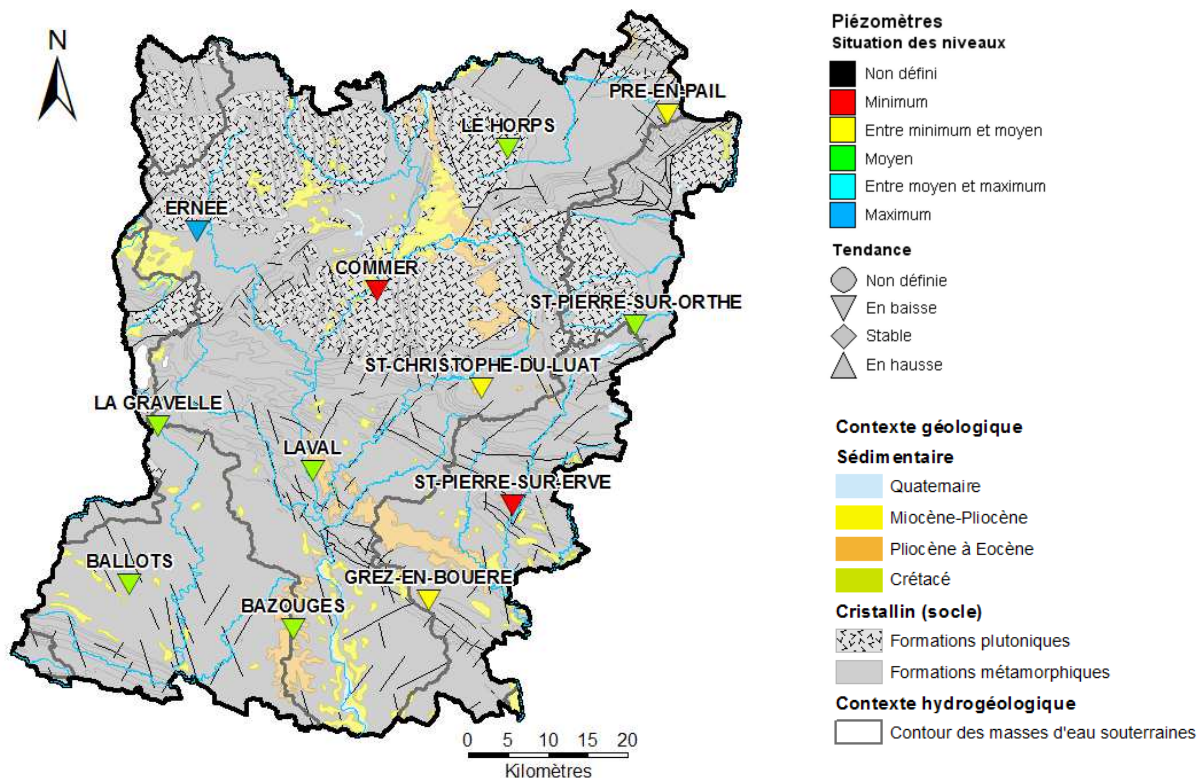 N
PRE-EN-PAIL
LE HORPS
ERNEE
COMMER
ST-PIERRE-SUR-ORTHE
ST-CHRISTOPHE-DU-LUAT
LA GRAVELLE
LAVAL
ST-PIERRE-SUR-ERVE
BALLOTS
GREZ-EN-BOUERE
BAZOUGES
0 5 10 15 20
Kilomètres
Piézomètres
Situation des niveaux
Non défini
Minimum
Entre minimum et moyen
Moyen
Entre moyen et maximum
Maximum
Tendance
Non définie
En baisse
Stable
En hausse
Contexte géologique
Sédimentaire
Quaternaire
Miocène-Pliocène
Pliocène à Eocène
Crétacé
Cristallin (socle)
Formations plutoniques
Formations métamorphiques
Contexte hydrogéologique
Contour des masses d'eau souterraines